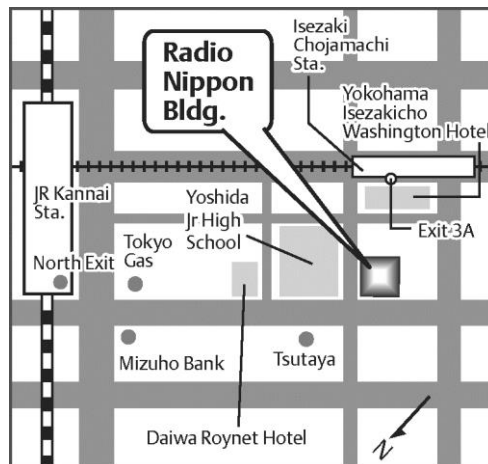 Radio
Nippon
Bldg.
Isezaki
Chojamachi
Sta.
Yokohama
Isezakicho
Washington Hotel
JR Kannai
Sta.
Yoshida
Jr High
School
Exit 3A
North Exit
Tokyo
Gas
Mizuho Bank
Tsutaya
Daiwa Roynet Hotel
N